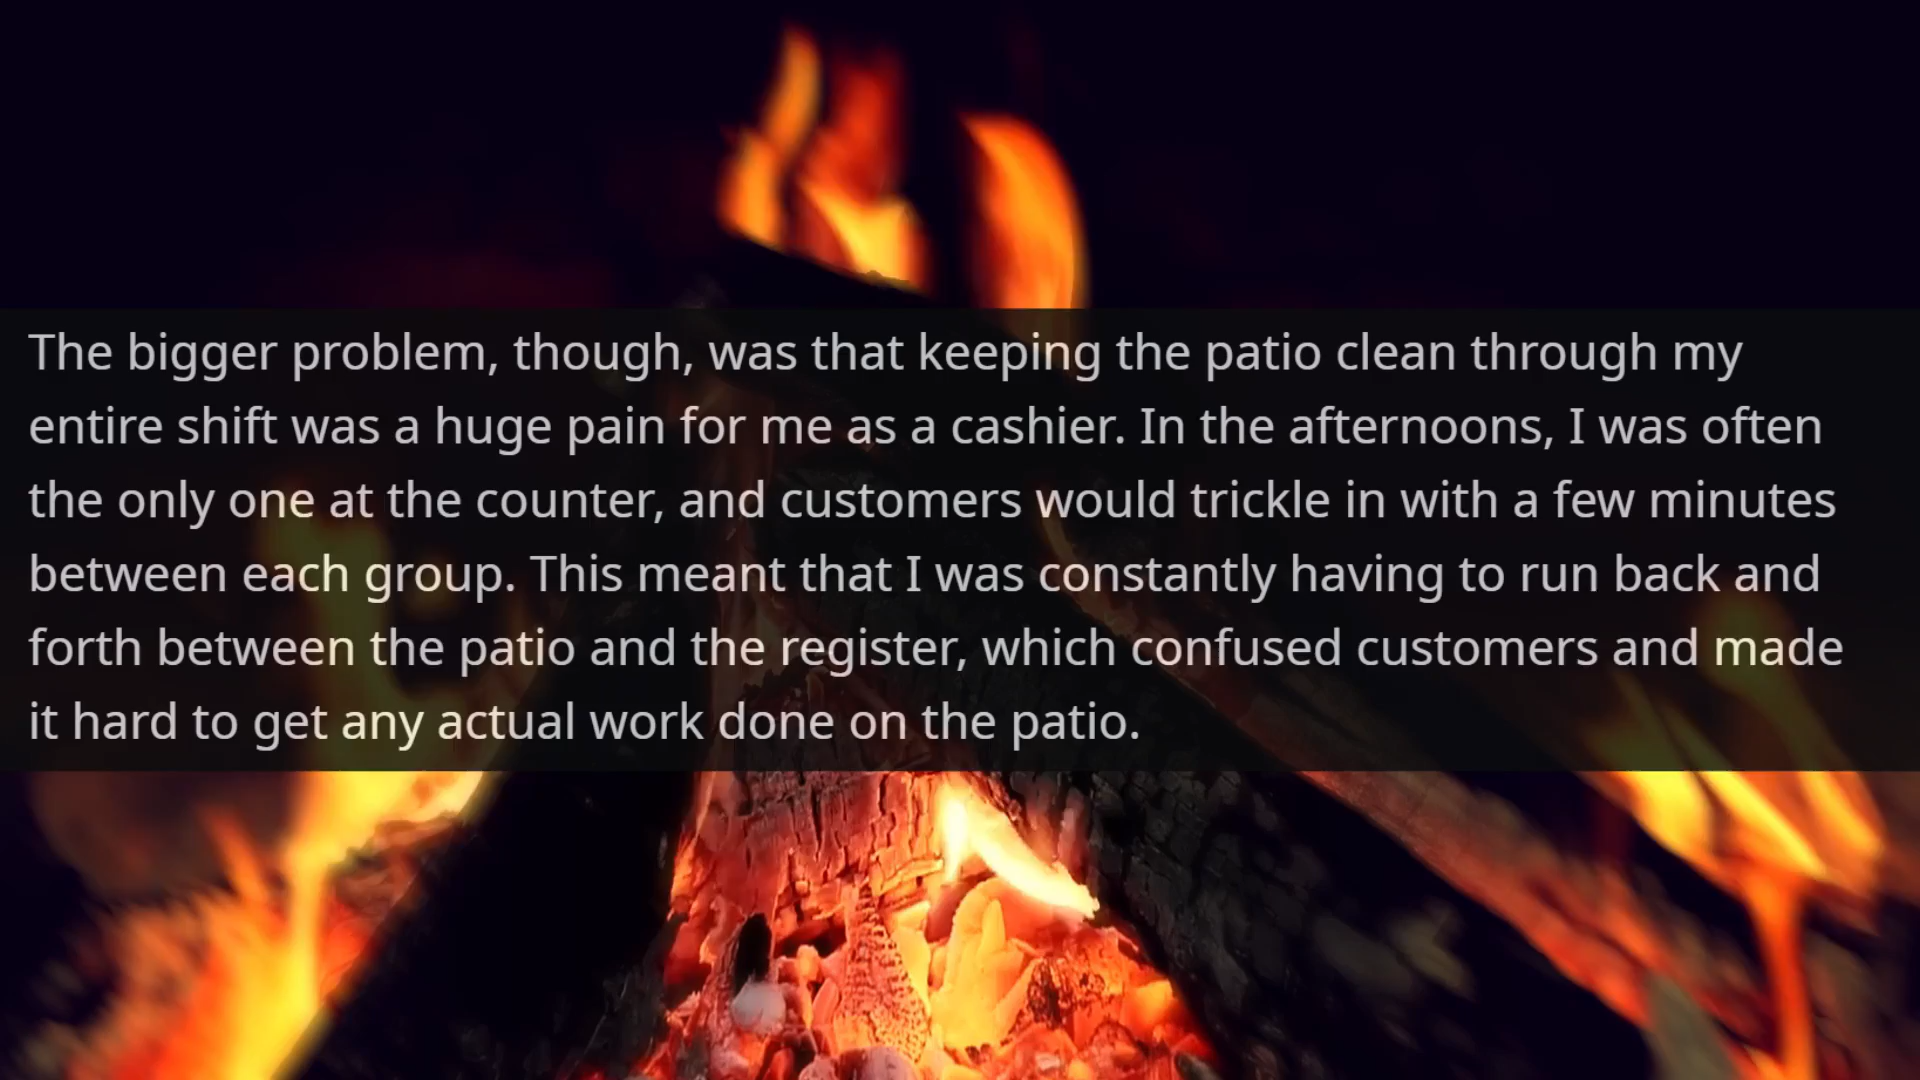 The bigger problem, though, was that keeping the patio clean through my
entire shift was a huge pain for me as a cashier. In the afternoons, I was often
the only one at the counter, and customers would trickle in with a few minutes
between each group. This meant that I was constantly having to run back and
forth between the patio and the register, which confused customers and made
it hard to get any actual work done on the patio.